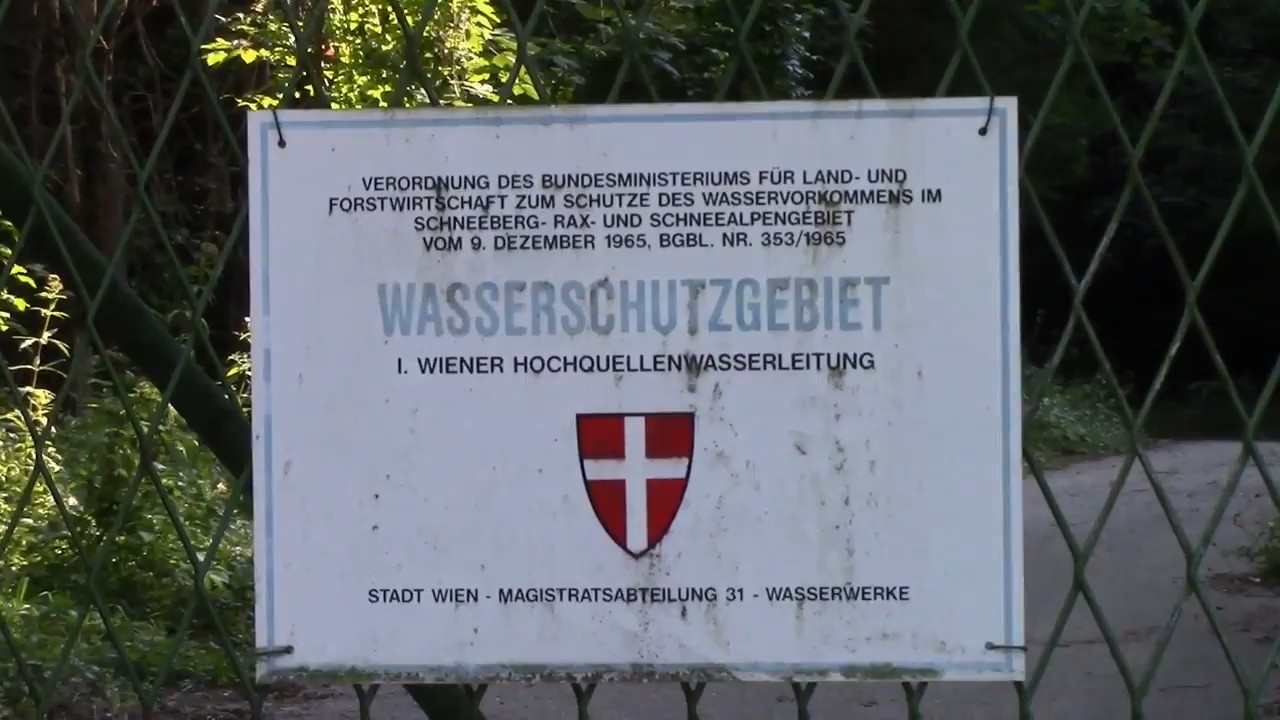 VERORDNUNG DES BUNDESMINISTERIUMS FÜR LAND- UND
FORSTWIRTSCHAFT ZUM SCHUTZE DES WASSERVORKOMMENS IM
SCHNEEBERG- RAX- UND SCHNEEALPENGEBIET
VOM 9. DEZEMBER 1965, BGBL. NR. 353/1965
WASSERSCHUTZGEBIET
I. WIENER HOCHQUELLENWASSERLEITUNG
STADT WIEN - MAGISTRATSABTEILUNG 31 - WASSERWERKE